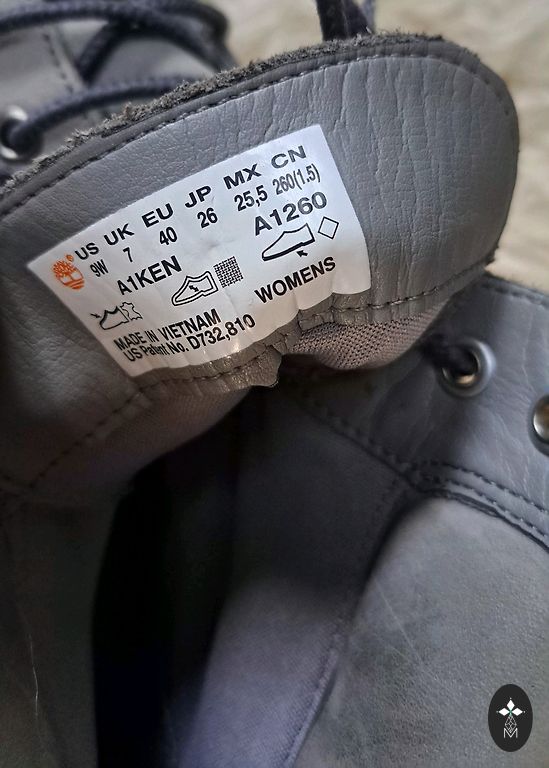 US UK EU JP MX CN
9W 7 40 26 25,5 260(1.5)
A1KEN A1260
WOMENS
MADE IN VIETNAM
US Patent No. D732,810
M